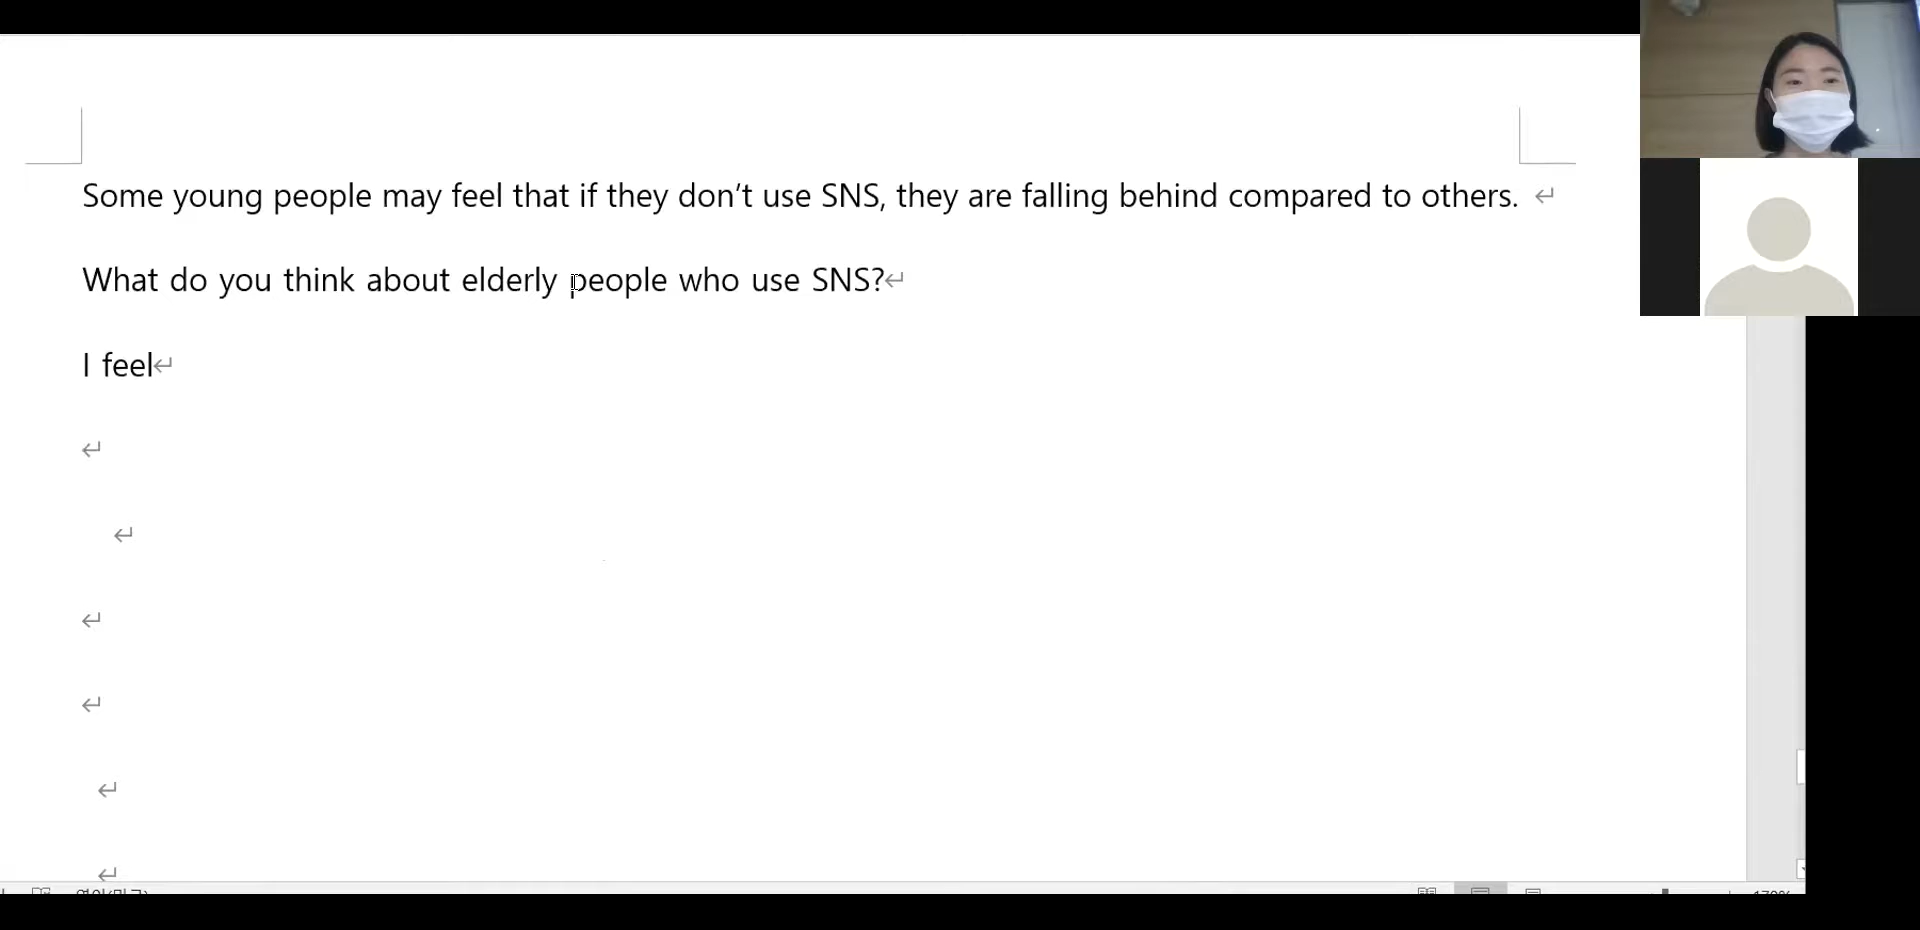 Some young people may feel that if they don't use SNS, they are falling behind compared to others.
What do you think about elderly people who use SNS?
I feel